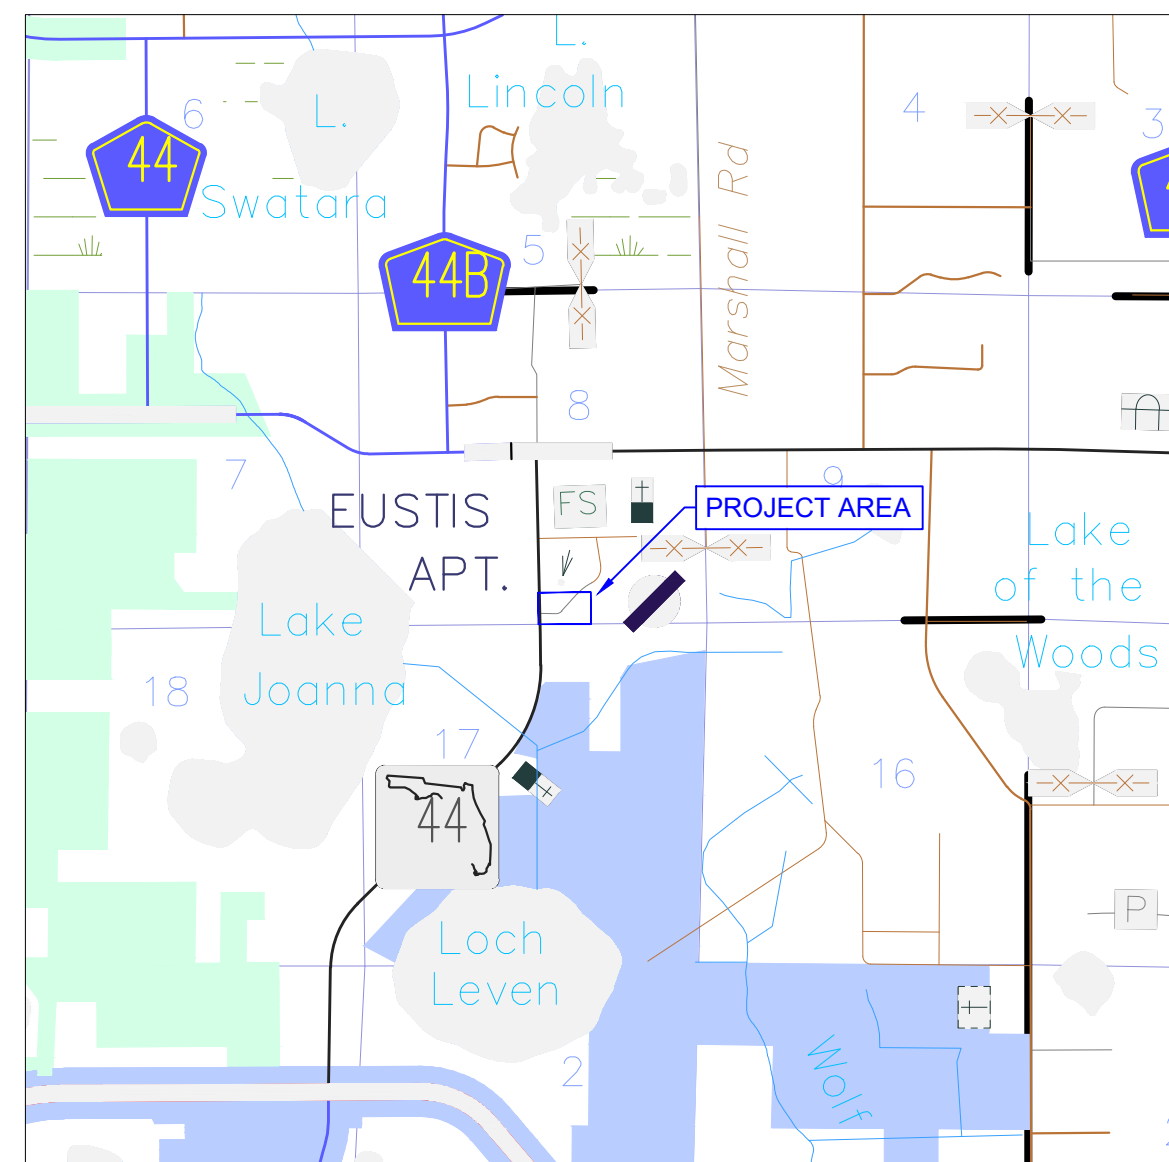 L.
Lincoln
6
L.
4
3
44
Swatara
Marshall Rd
5
44B
8
7
9
EUSTIS
APT.
FS
PROJECT AREA
Lake
of the
Woods
Lake
Joanna
18
17
16
44
P
Loch
Leven
2
Wolf